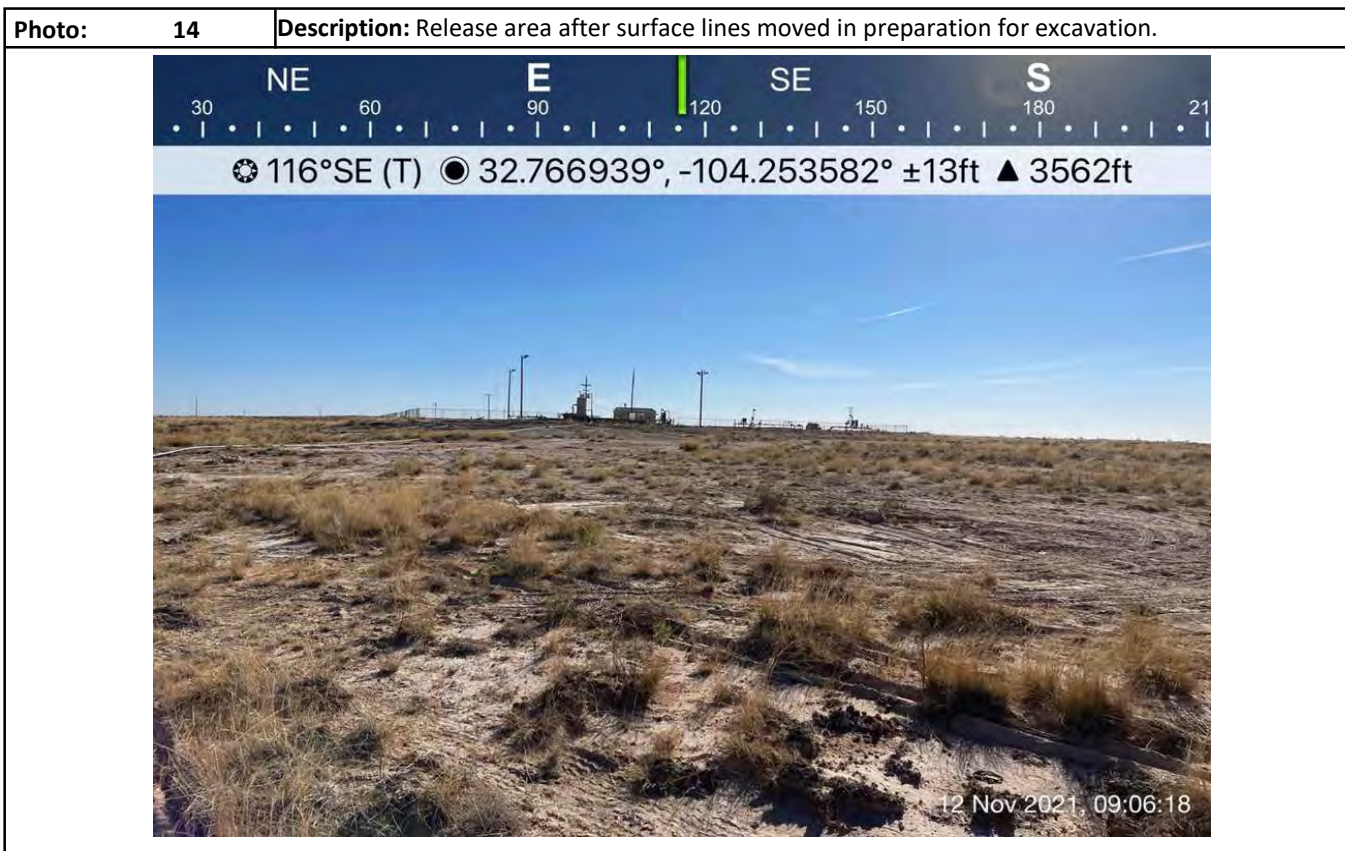 Photo: 14 Description: Release area after surface lines moved in preparation for excavation.
NE E SE S
30 60 90 120 150 180 21
116°SE (T) 32.766939°, -104.253582° ±13ft ▲ 3562ft
12 Nov 2021, 09:06:18